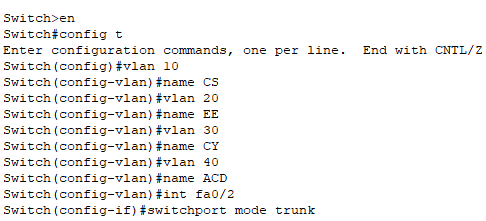 Switch>en
Switch#config t
Enter configuration commands, one per line.  End with CNTL/Z
Switch(config)#vlan 10
Switch(config-vlan)#name CS
Switch(config-vlan)#vlan 20
Switch(config-vlan)#name EE
Switch(config-vlan)#vlan 30
Switch(config-vlan)#name CY
Switch(config-vlan)#vlan 40
Switch(config-vlan)#name ACD
Switch(config-vlan)#int fa0/2
Switch(config-if)#switchport mode trunk